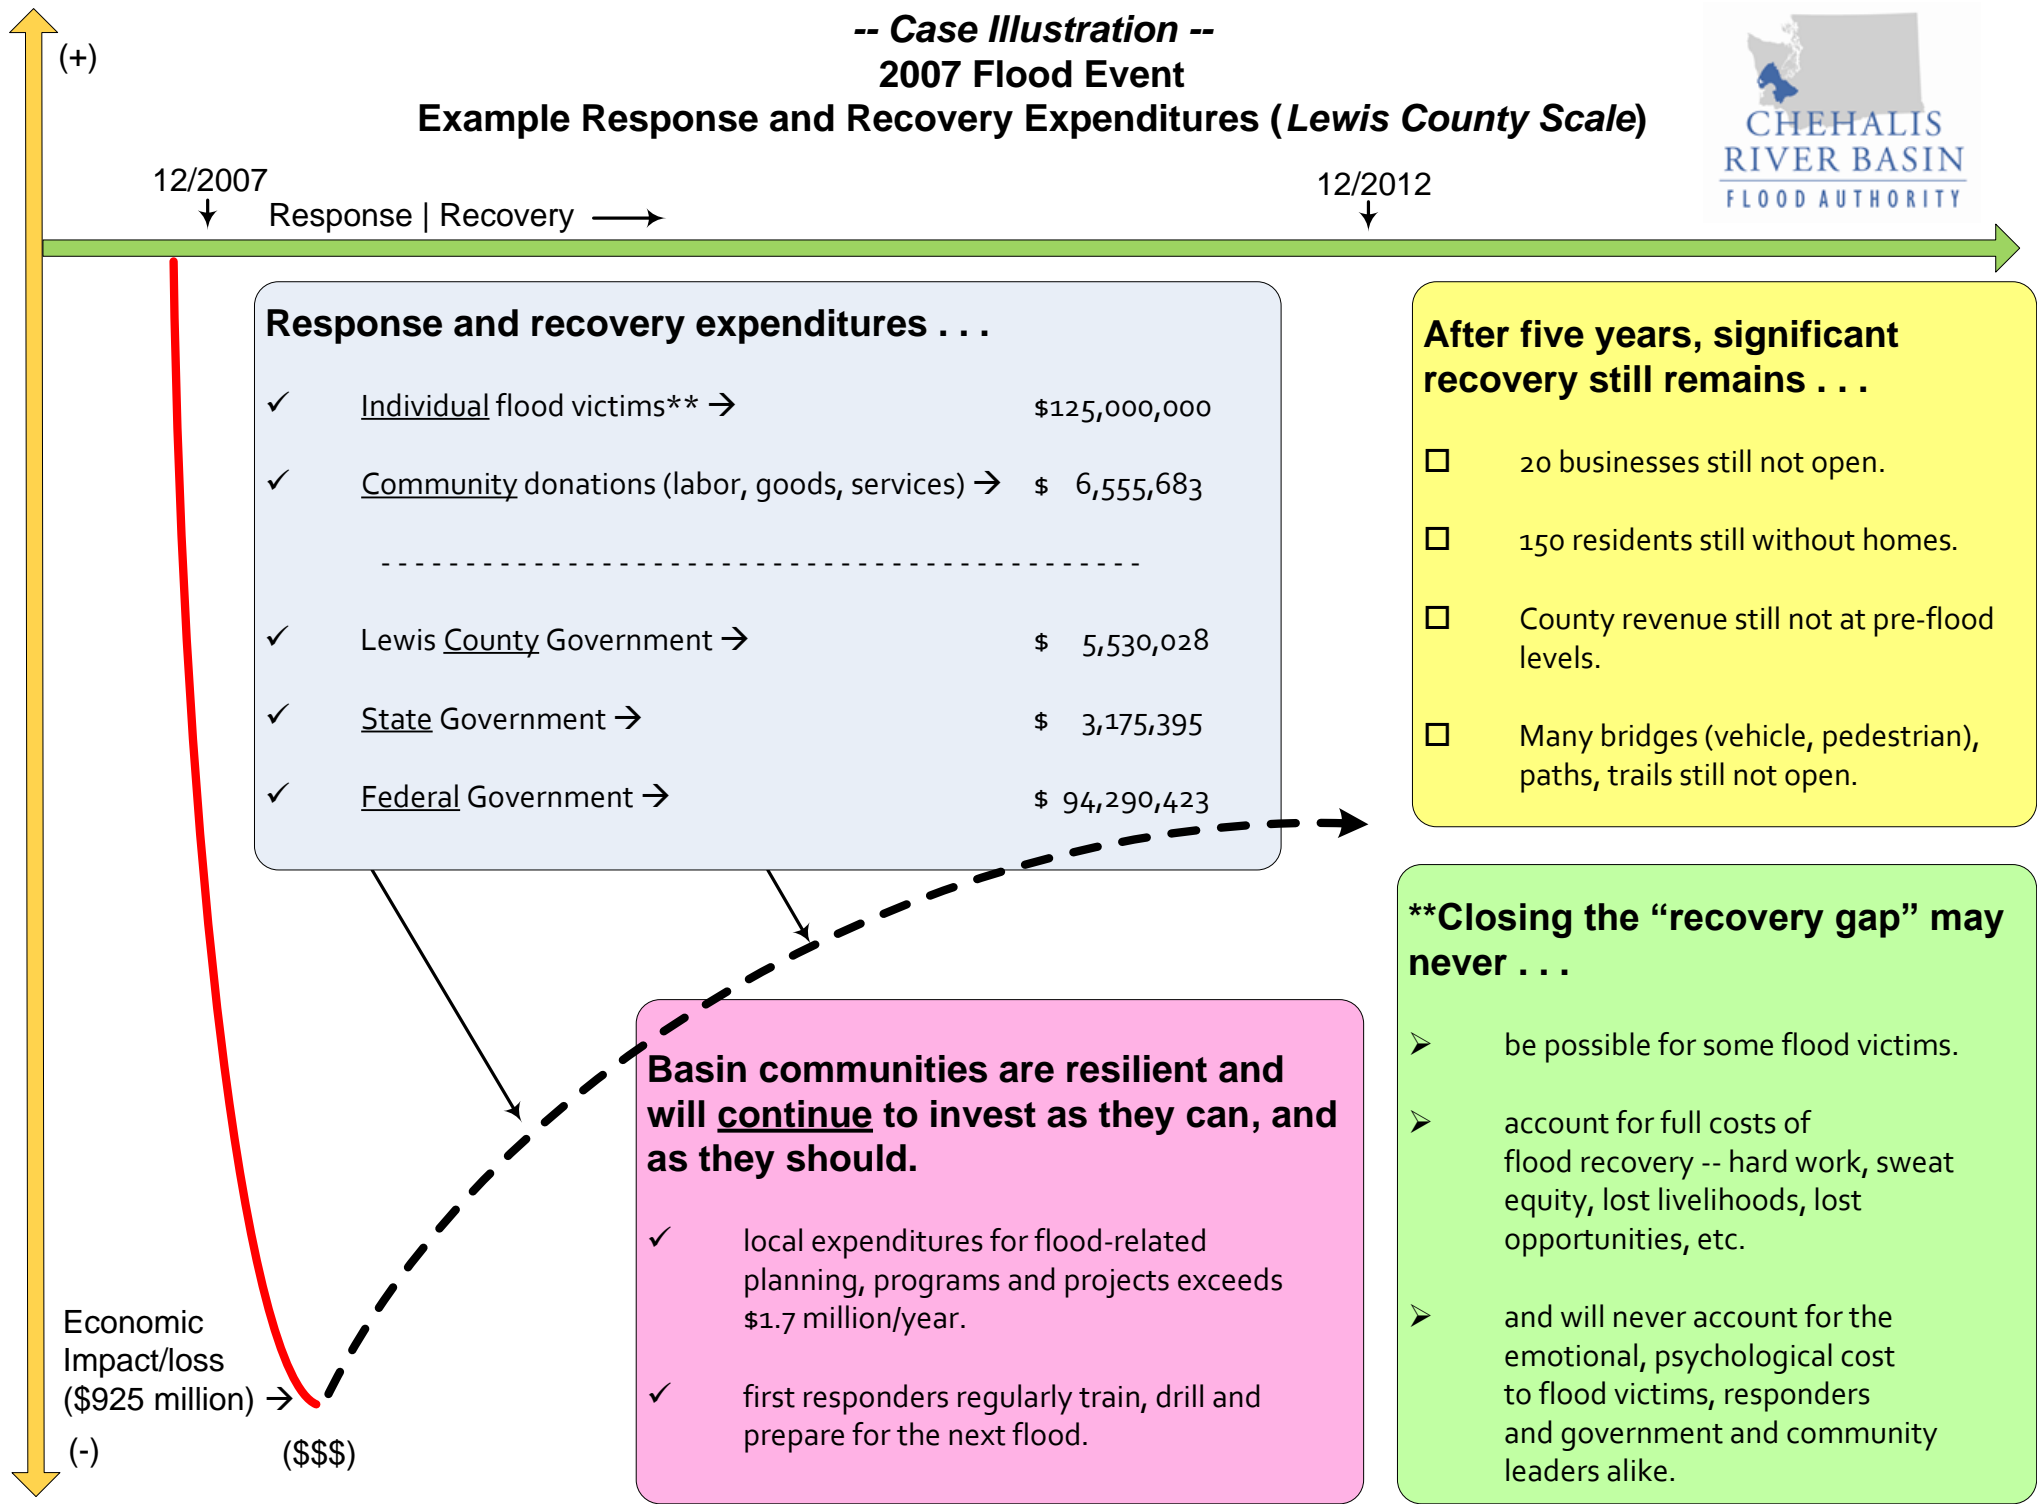 -- Case Illustration --
2007 Flood Event
Example Response and Recovery Expenditures (Lewis County Scale)
CHEHALIS
RIVER BASIN
FLOOD AUTHORITY
(+)
12/2007
Response | Recovery →
12/2012
Response and recovery expenditures . . .
✓ Individual flood victims** → $125,000,000
✓ Community donations (labor, goods, services) → $ 6,555,683
- - - - - - - - - - - - - - - - - - - - - - - - - - - - - - - - - - - - - - - - - - - - -
✓ Lewis County Government → $ 5,530,028
✓ State Government → $ 3,175,395
✓ Federal Government → $ 94,290,423
After five years, significant
recovery still remains . . .
☐ 20 businesses still not open.
☐ 150 residents still without homes.
☐ County revenue still not at pre-flood
levels.
☐ Many bridges (vehicle, pedestrian),
paths, trails still not open.
**Closing the “recovery gap” may
never . . .
➢ be possible for some flood victims.
➢ account for full costs of
flood recovery -- hard work, sweat
equity, lost livelihoods, lost
opportunities, etc.
➢ and will never account for the
emotional, psychological cost
to flood victims, responders
and government and community
leaders alike.
Basin communities are resilient and
will continue to invest as they can, and
as they should.
✓ local expenditures for flood-related
planning, programs and projects exceeds
$1.7 million/year.
✓ first responders regularly train, drill and
prepare for the next flood.
Economic
Impact/loss
($925 million) →
(-)
($$$)